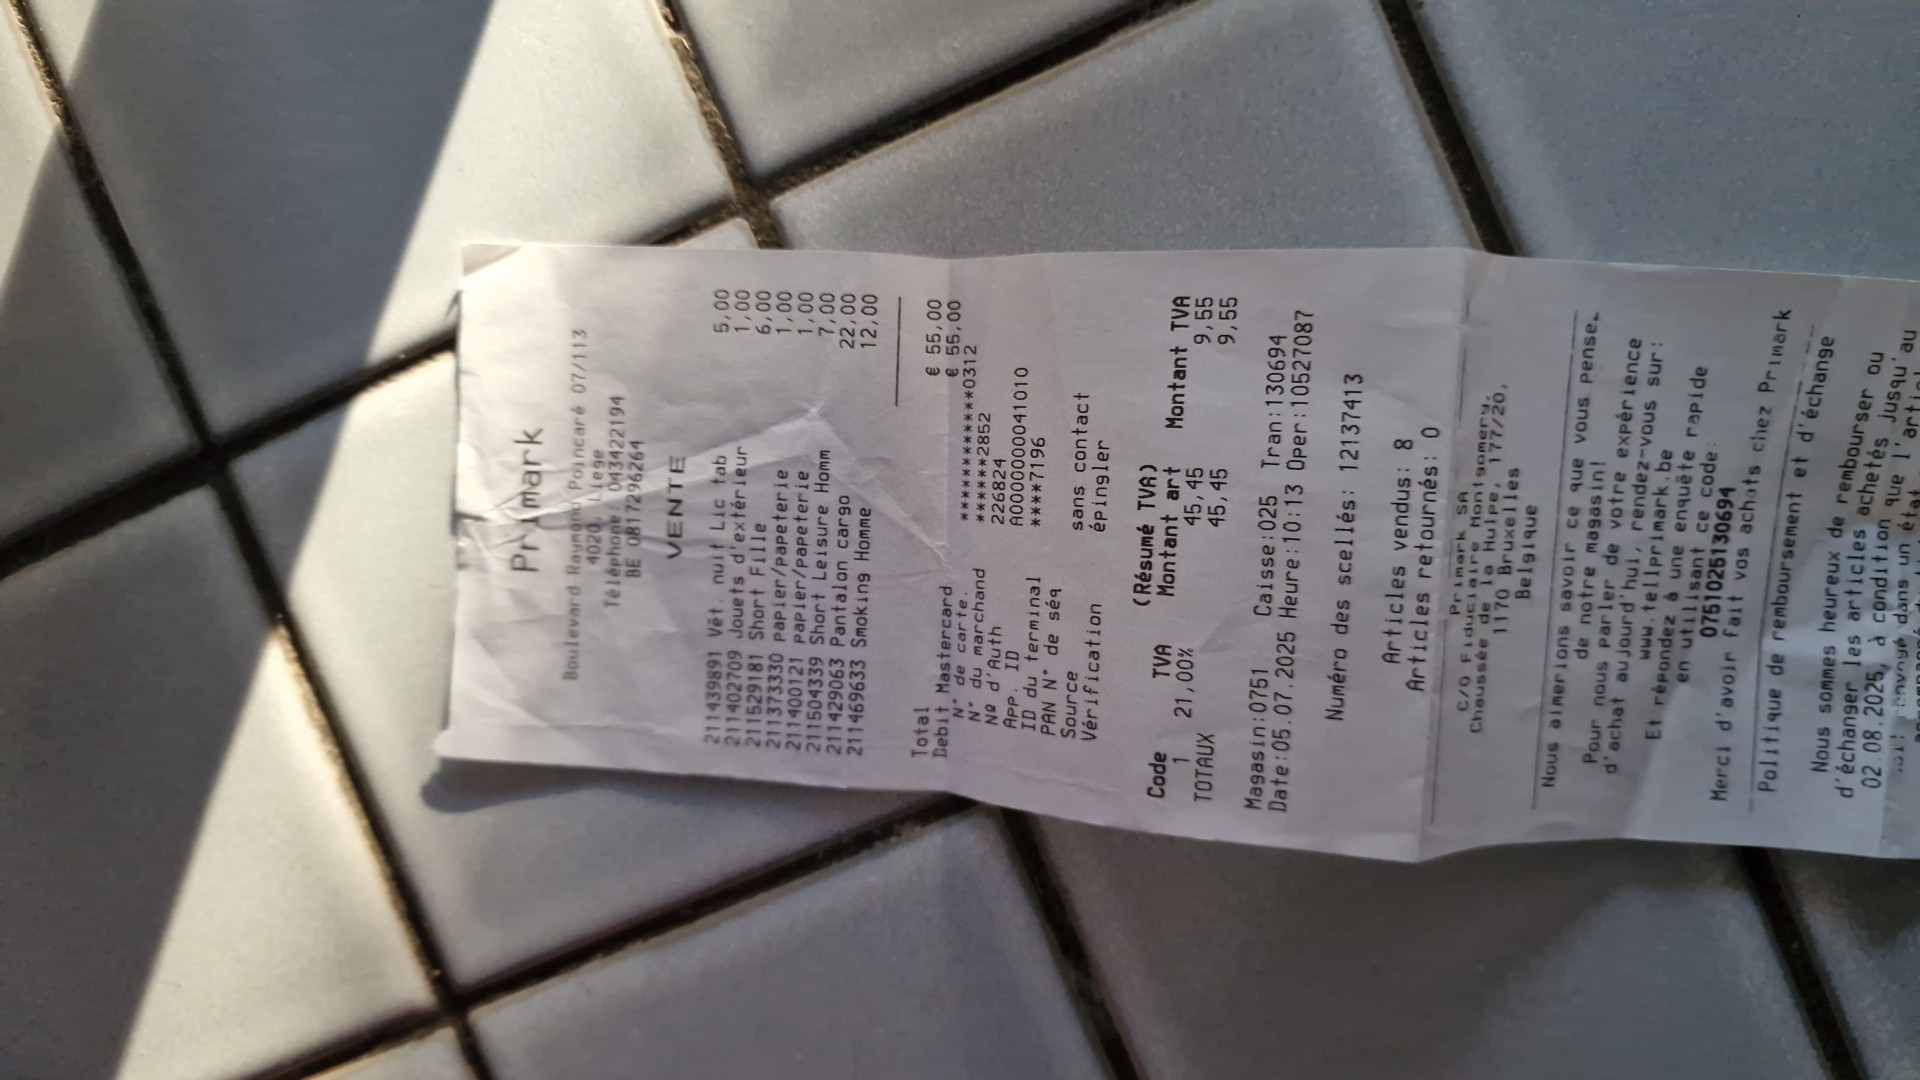 Primark
Boulevard Raymond Poincaré 07/113
4020, Liege
Téléphone: 043422194
BE 0817296264
VENTE
211439891 Vêt. nuit Lic tab 5,00
211402709 Jouets d'extérieur 1,00
211529181 Short Fille 6,00
211373330 papier/papeterie 1,00
211400121 papier/papeterie 1,00
211504339 Short Leisure Homm 7,00
211429063 Pantalon cargo 22,00
211469633 Smoking Homme 12,00
Total € 55,00
Debit Mastercard € 55,00
N° de carte. ************0312
N° du marchand ******2852
Nº d'Auth 226824
App. ID A0000000041010
ID du terminal ****7196
PAN N° de séq
Source sans contact
Vérification épingler
(Résumé TVA)
Code TVA Montant art Montant TVA
1 21,00% 45,45 9,55
TOTAUX 45,45 9,55
Magasin:0751 Caisse:025 Tran:130694
Date:05.07.2025 Heure:10:13 Oper:10527087
Numéro des scellés: 12137413
Articles vendus: 8
Articles retournés: 0
Primark SA
C/O Fiduciaire Montgomery,
Chaussée de la Hulpe, 177/20,
1170 Bruxelles
Belgique
Nous aimerions savoir ce que vous pense.
de notre magasin!
Pour nous parler de votre expérience
d'achat aujourd'hui, rendez-vous sur:
www.tellprimark.be
Et répondez à une enquête rapide
en utilisant ce code:
075102513069​4
Merci d'avoir fait vos achats chez Primark
Politique de remboursement et d'échange
Nous sommes heureux de rembourser ou
d'échanger les articles achetés jusqu'au
02.08.2025, à condition que l'article
dans un état